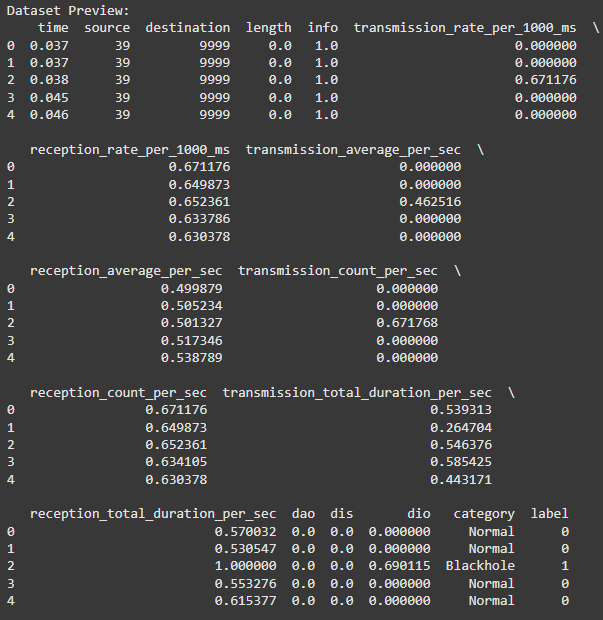 Dataset Preview:
    time  source  destination  length  info  transmission_rate_per_1000_ms  \
0  0.037      39         9999     0.0   1.0                       0.000000
1  0.037      39         9999     0.0   1.0                       0.000000
2  0.038      39         9999     0.0   1.0                       0.671176
3  0.045      39         9999     0.0   1.0                       0.000000
4  0.046      39         9999     0.0   1.0                       0.000000
   reception_rate_per_1000_ms  transmission_average_per_sec  \
0                    0.671176                      0.000000
1                    0.649873                      0.000000
2                    0.652361                      0.462516
3                    0.633786                      0.000000
4                    0.630378                      0.000000
   reception_average_per_sec  transmission_count_per_sec  \
0                   0.499879                    0.000000
1                   0.505234                    0.000000
2                   0.501327                    0.671768
3                   0.517346                    0.000000
4                   0.538789                    0.000000
   reception_count_per_sec  transmission_total_duration_per_sec  \
0                 0.671176                             0.539313
1                 0.649873                             0.264704
2                 0.652361                             0.546376
3                 0.634105                             0.585425
4                 0.630378                             0.443171
   reception_total_duration_per_sec  dao  dis       dio   category  label
0                          0.570032  0.0  0.0  0.000000     Normal      0
1                          0.530547  0.0  0.0  0.000000     Normal      0
2                          1.000000  0.0  0.0  0.690115  Blackhole      1
3                          0.553276  0.0  0.0  0.000000     Normal      0
4                          0.615377  0.0  0.0  0.000000     Normal      0